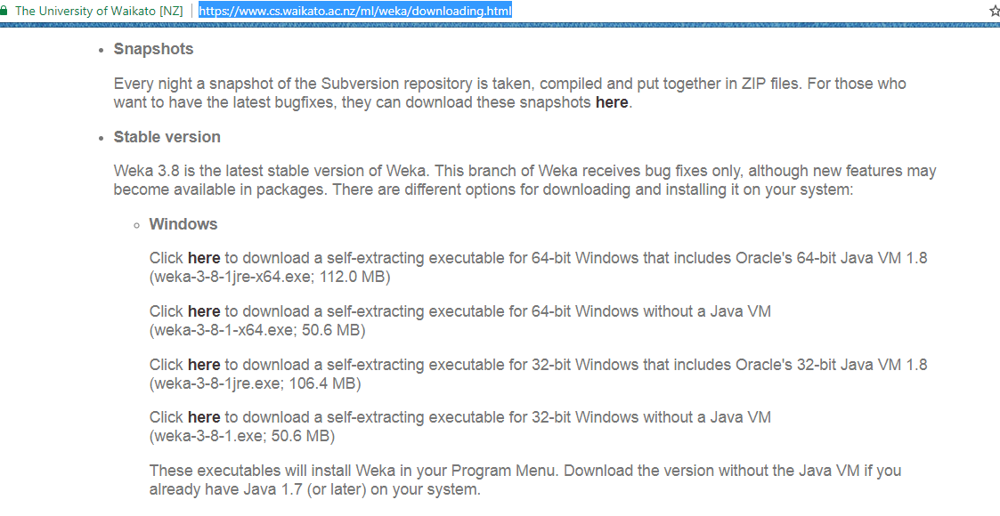 The University of Waikato [NZ] https://www.cs.waikato.ac.nz/ml/weka/downloading.html
Snapshots
Every night a snapshot of the Subversion repository is taken, compiled and put together in ZIP files. For those who
want to have the latest bugfixes, they can download these snapshots here.
Stable version
Weka 3.8 is the latest stable version of Weka. This branch of Weka receives bug fixes only, although new features may
become available in packages. There are different options for downloading and installing it on your system:
Windows
Click here to download a self-extracting executable for 64-bit Windows that includes Oracle's 64-bit Java VM 1.8
(weka-3-8-1jre-x64.exe; 112.0 MB)
Click here to download a self-extracting executable for 64-bit Windows without a Java VM
(weka-3-8-1-x64.exe; 50.6 MB)
Click here to download a self-extracting executable for 32-bit Windows that includes Oracle's 32-bit Java VM 1.8
(weka-3-8-1jre.exe; 106.4 MB)
Click here to download a self-extracting executable for 32-bit Windows without a Java VM
(weka-3-8-1.exe; 50.6 MB)
These executables will install Weka in your Program Menu. Download the version without the Java VM if you
already have Java 1.7 (or later) on your system.